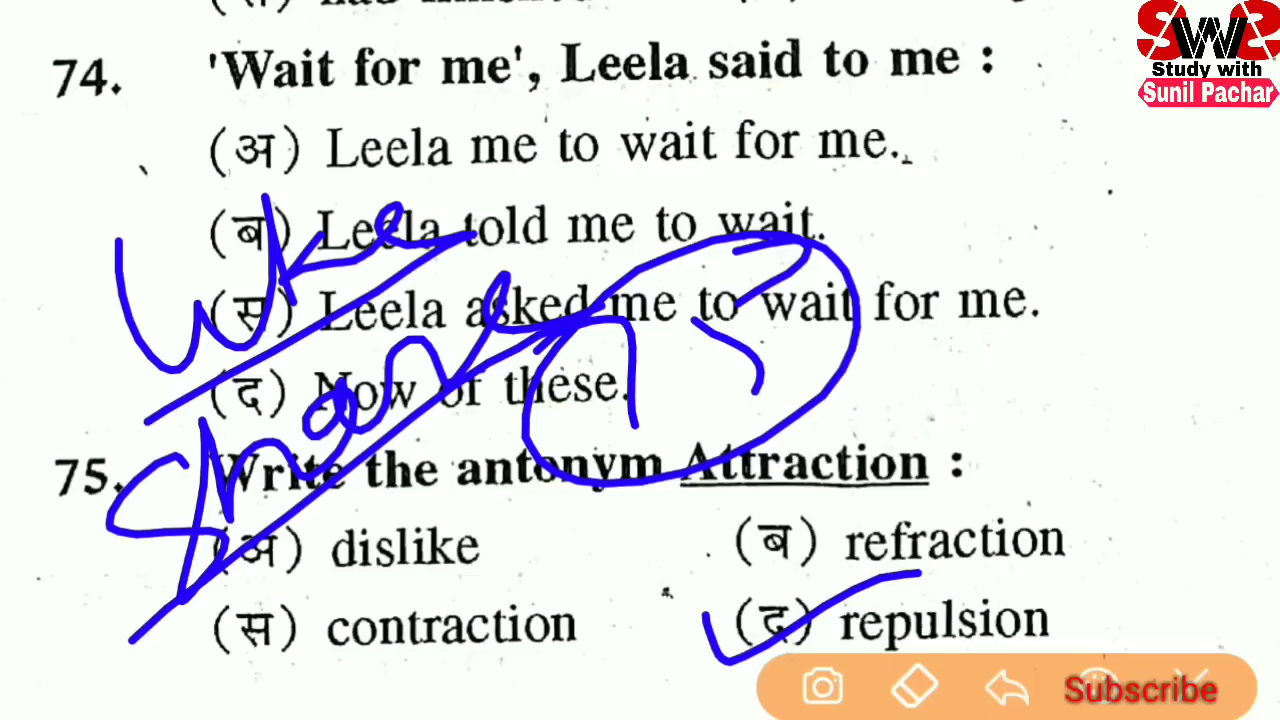 SWS
Study with
Sunil Pachar
74. 'Wait for me', Leela said to me :
(अ) Leela me to wait for me.
(ब) Leela told me to wait.
(स) Leela asked me to wait for me.
(द) Now of these.
75. Write the antonym Attraction :
(अ) dislike (ब) refraction
(स) contraction (द) repulsion
Share
Subscribe